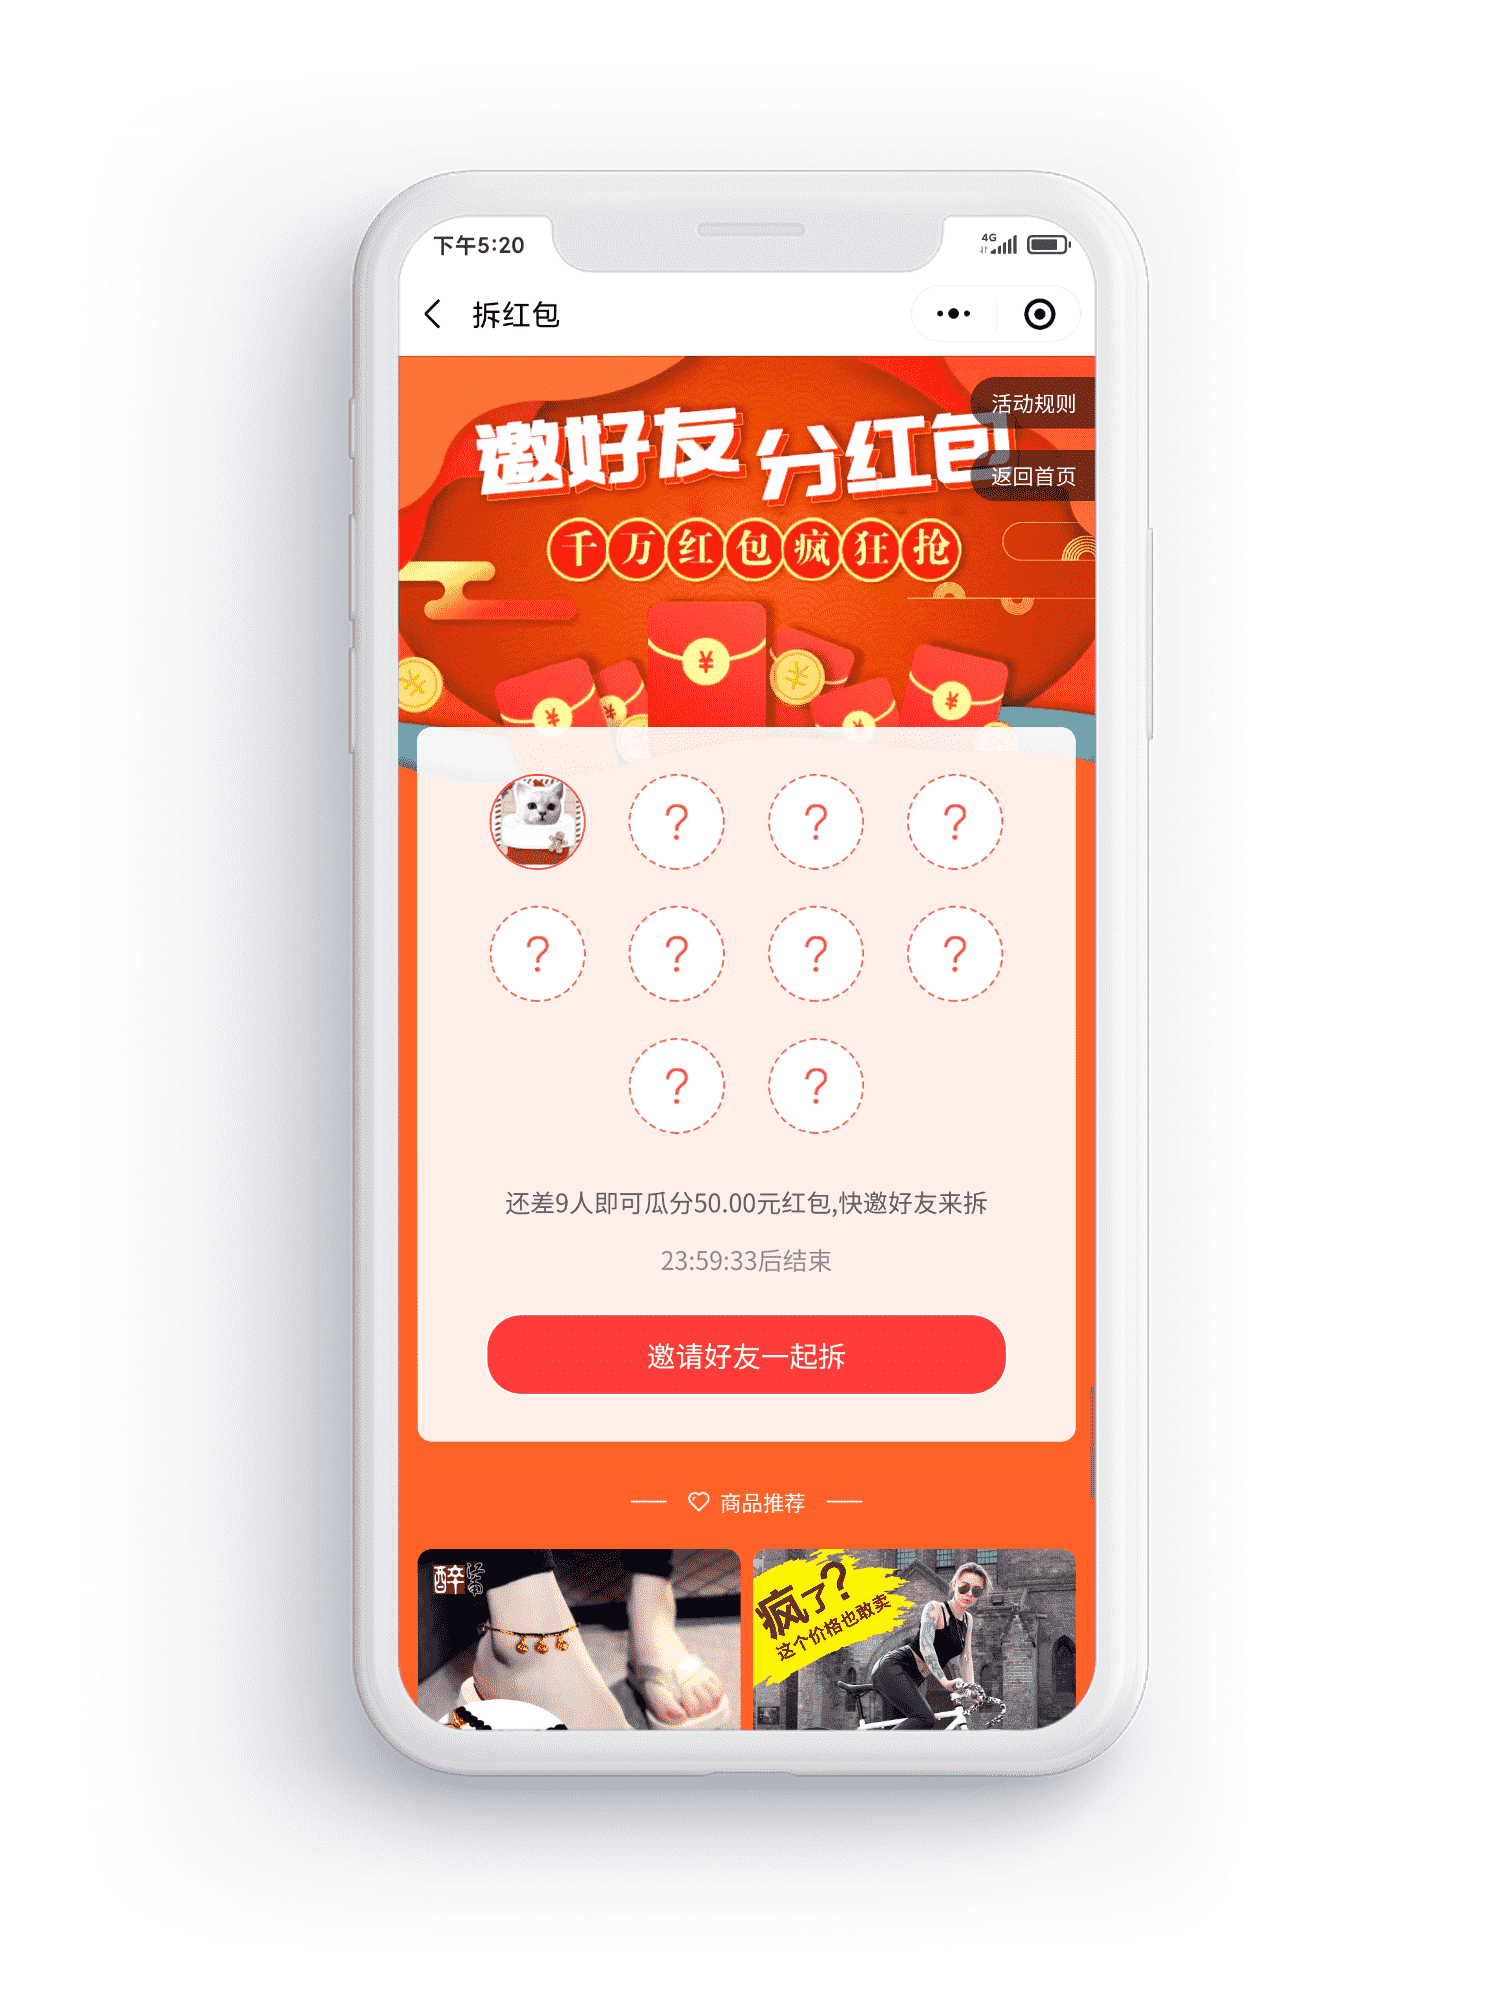 下午5:20
4G
拆红包
活动规则
邀好友 分红包
返回首页
千万红包疯狂抢
¥
¥
¥
¥
¥
¥
¥
¥
?
?
?
?
?
?
?
?
?
还差9人即可瓜分50.00元红包,快邀好友来拆
23:59:33后结束
邀请好友一起拆
商品推荐
醉江南
疯了?
这个价格也敢卖